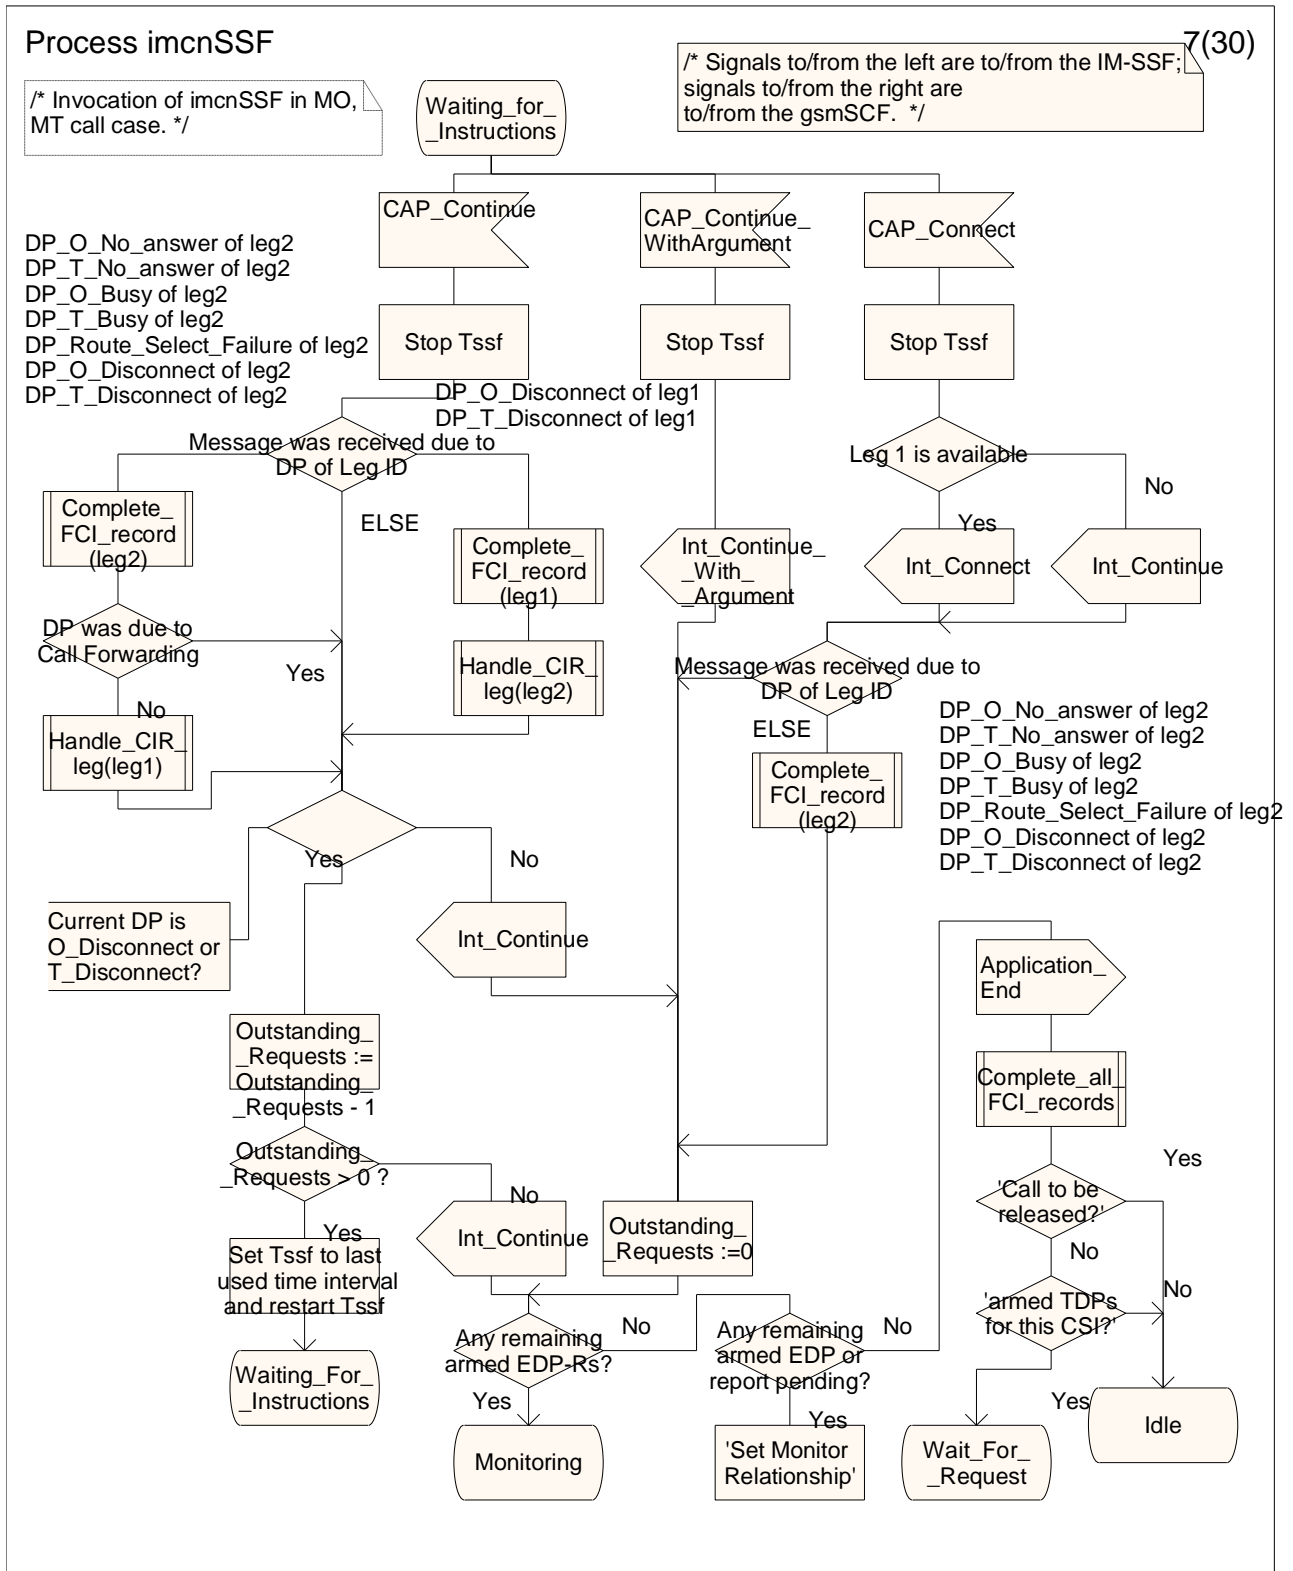 Process imcnSSF
7(30)
/* Invocation of imcnSSF in MO,
MT call case. */
/* Signals to/from the left are to/from the IM-SSF;
signals to/from the right are
to/from the gsmSCF.  */
Waiting_for_
_Instructions
CAP_Continue
CAP_Continue_
WithArgument
CAP_Connect
DP_O_No_answer of leg2
DP_T_No_answer of leg2
DP_O_Busy of leg2
DP_T_Busy of leg2
DP_Route_Select_Failure of leg2
DP_O_Disconnect of leg2
DP_T_Disconnect of leg2
Stop Tssf
Stop Tssf
Stop Tssf
DP_O_Disconnect of leg1
DP_T_Disconnect of leg1
Message was received due to
DP of Leg ID
Leg 1 is available
No
Yes
ELSE
Complete_
FCI_record
(leg2)
Complete_
FCI_record
(leg1)
Int_Continue_
_With_
_Argument
Int_Connect
Int_Continue
DP was due to
Call Forwarding
Yes
No
Handle_CIR_
leg(leg2)
Handle_CIR_
leg(leg1)
Message was received due to
DP of Leg ID
ELSE
DP_O_No_answer of leg2
DP_T_No_answer of leg2
DP_O_Busy of leg2
DP_T_Busy of leg2
DP_Route_Select_Failure of leg2
DP_O_Disconnect of leg2
DP_T_Disconnect of leg2
Complete_
FCI_record
(leg2)
Yes
No
Current DP is
O_Disconnect or
T_Disconnect?
Int_Continue
Application_
End
Outstanding_
_Requests :=
Outstanding_
_Requests - 1
Complete_all_
FCI_records
Outstanding_
_Requests > 0 ?
No
Yes
Yes
'Call to be
released?'
No
Int_Continue
Outstanding_
_Requests :=0
Set Tssf to last
used time interval
and restart Tssf
'armed TDPs
for this CSI?'
No
Any remaining
armed EDP-Rs?
No
Any remaining
armed EDP or
report pending?
No
Waiting_For_
_Instructions
Yes
Yes
Yes
Monitoring
'Set Monitor
Relationship'
Wait_For_
_Request
Idle